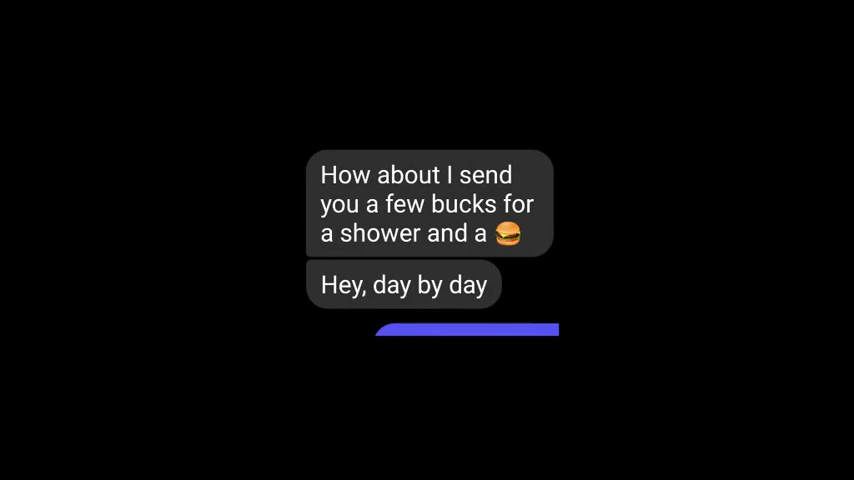 How about I send
you a few bucks for
a shower and a 🍔
Hey, day by day